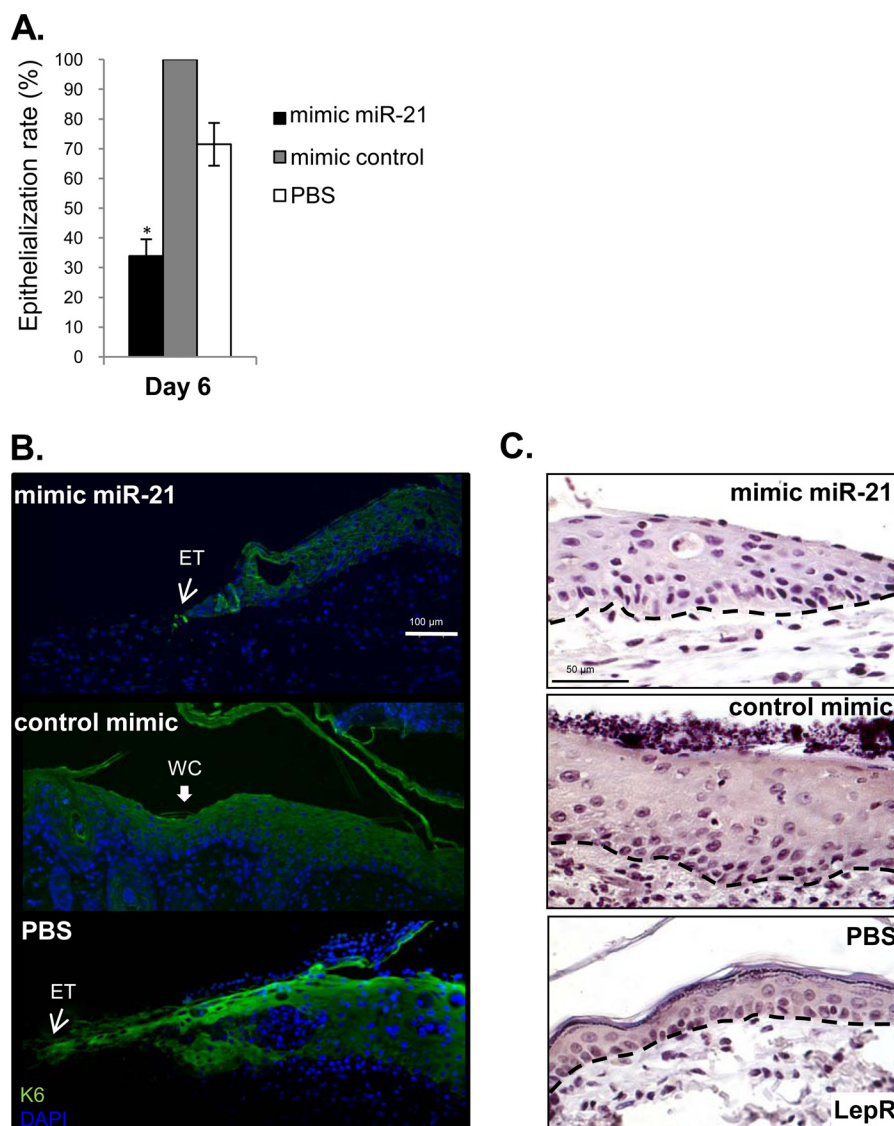 A.
Epithelialization rate (%)
100
90
80
70
60
50
40
30
20
10
0
*
Day 6
mimic miR-21
mimic control
PBS
B.
mimic miR-21
ET
100 µm
control mimic
WC
PBS
ET
K6
DAPI
C.
mimic miR-21
50 µm
control mimic
PBS
LepR